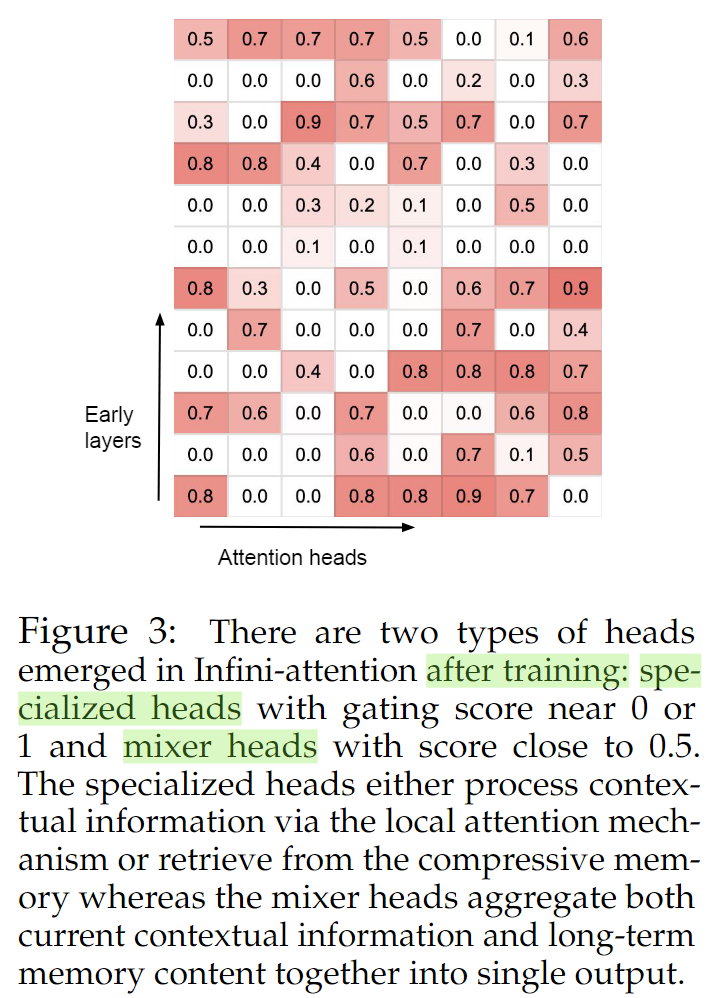 0.5 0.7 0.7 0.7 0.5 0.0 0.1 0.6
0.0 0.0 0.0 0.6 0.0 0.2 0.0 0.3
0.3 0.0 0.9 0.7 0.5 0.7 0.0 0.7
0.8 0.8 0.4 0.0 0.7 0.0 0.3 0.0
0.0 0.0 0.3 0.2 0.1 0.0 0.5 0.0
0.0 0.0 0.1 0.0 0.1 0.0 0.0 0.0
0.8 0.3 0.0 0.5 0.0 0.6 0.7 0.9
0.0 0.7 0.0 0.0 0.0 0.7 0.0 0.4
0.0 0.0 0.4 0.0 0.8 0.8 0.8 0.7
0.7 0.6 0.0 0.7 0.0 0.0 0.6 0.8
0.0 0.0 0.0 0.6 0.0 0.7 0.1 0.5
0.8 0.0 0.0 0.8 0.8 0.9 0.7 0.0
Early
layers
Attention heads
Figure 3: There are two types of heads
emerged in Infini-attention after training: spe-
cialized heads with gating score near 0 or
1 and mixer heads with score close to 0.5.
The specialized heads either process contex-
tual information via the local attention mech-
anism or retrieve from the compressive mem-
ory whereas the mixer heads aggregate both
current contextual information and long-term
memory content together into single output.